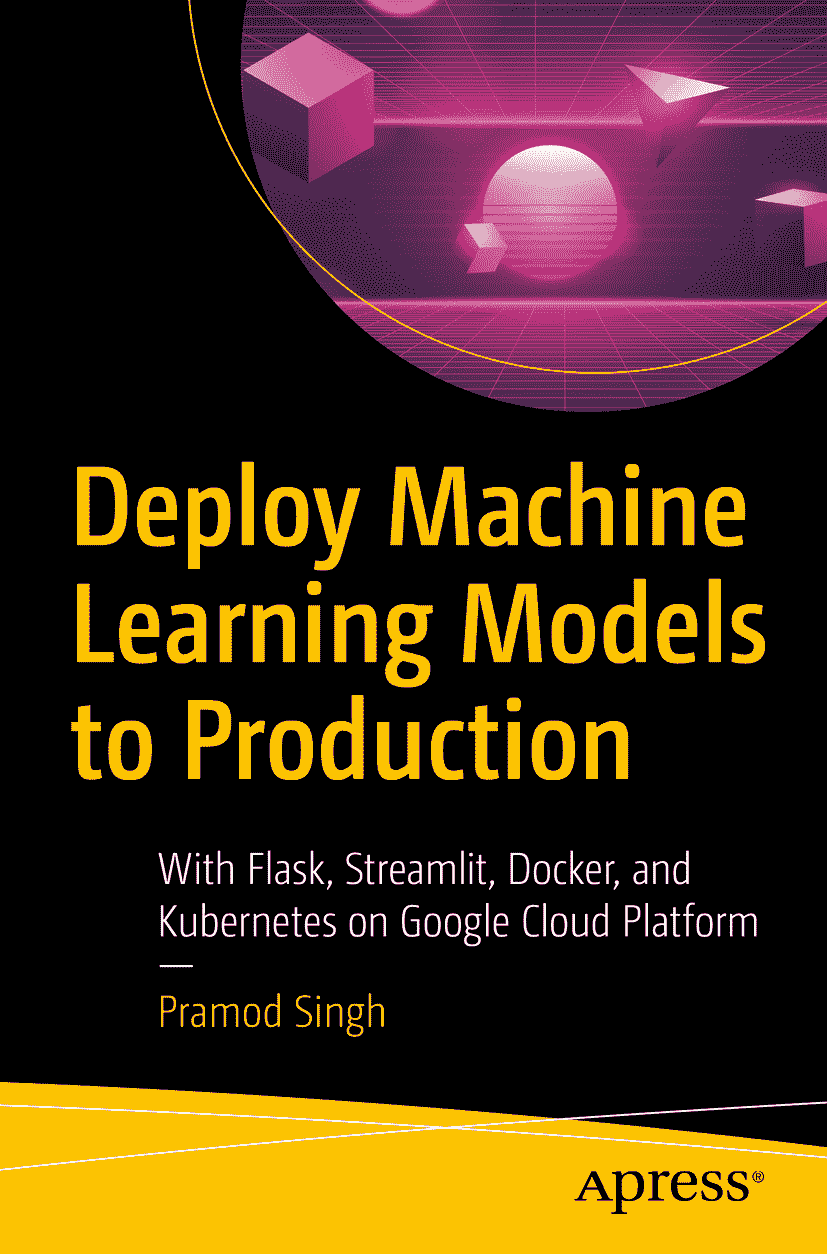 Deploy Machine
Learning Models
to Production
With Flask, Streamlit, Docker, and
Kubernetes on Google Cloud Platform
—
Pramod Singh
Apress®